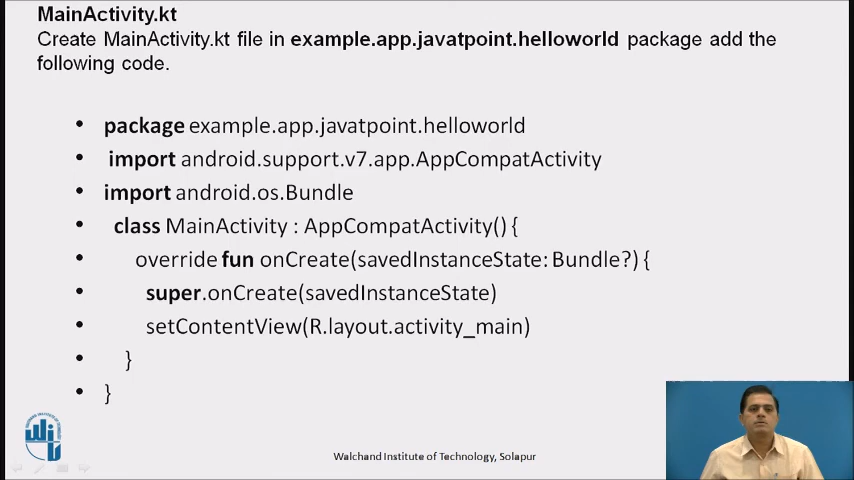 MainActivity.kt
Create MainActivity.kt file in example.app.javatpoint.helloworld package add the
following code.
• package example.app.javatpoint.helloworld
• import android.support.v7.app.AppCompatActivity
• import android.os.Bundle
• class MainActivity : AppCompatActivity() {
• override fun onCreate(savedInstanceState: Bundle?) {
• super.onCreate(savedInstanceState)
• setContentView(R.layout.activity_main)
• }
• }
Walchand Institute of Technology, Solapur